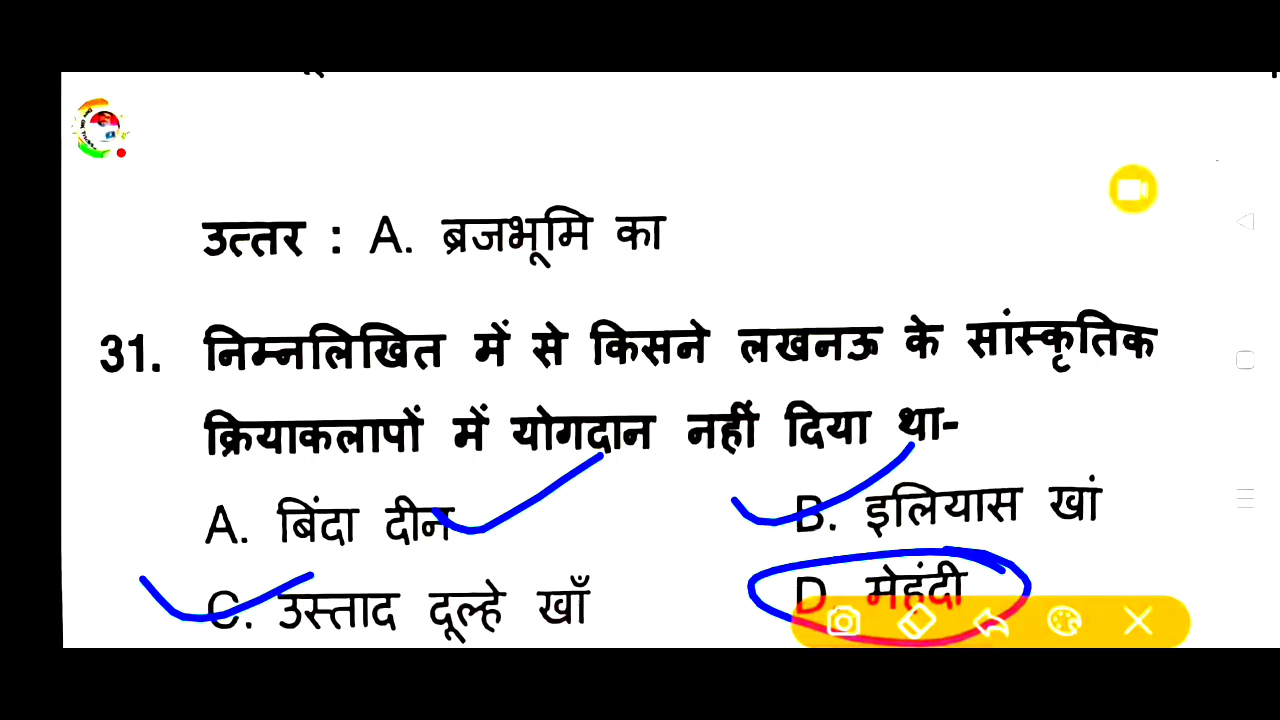 उत्तर : A. ब्रजभूमि का
31. निम्नलिखित में से किसने लखनऊ के सांस्कृतिक
क्रियाकलापों में योगदान नहीं दिया था-
A. बिंदा दीन B. इलियास खां
C. उस्ताद दूल्हे खाँ D. मेहंदी